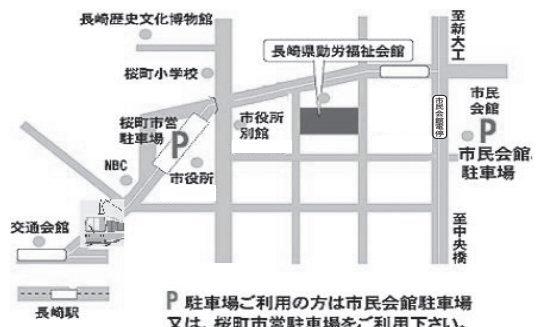 長崎歴史文化博物館
長崎県勤労福祉会館
至新大工
桜町小学校
市民会館
市民会館電停
桜町市営
駐車場
P
市役所
別館
P
市民会館
駐車場
NBC
市役所
交通会館
至中央橋
長崎駅
P 駐車場ご利用の方は市民会館駐車場
又は、桜町市営駐車場をご利用下さい。